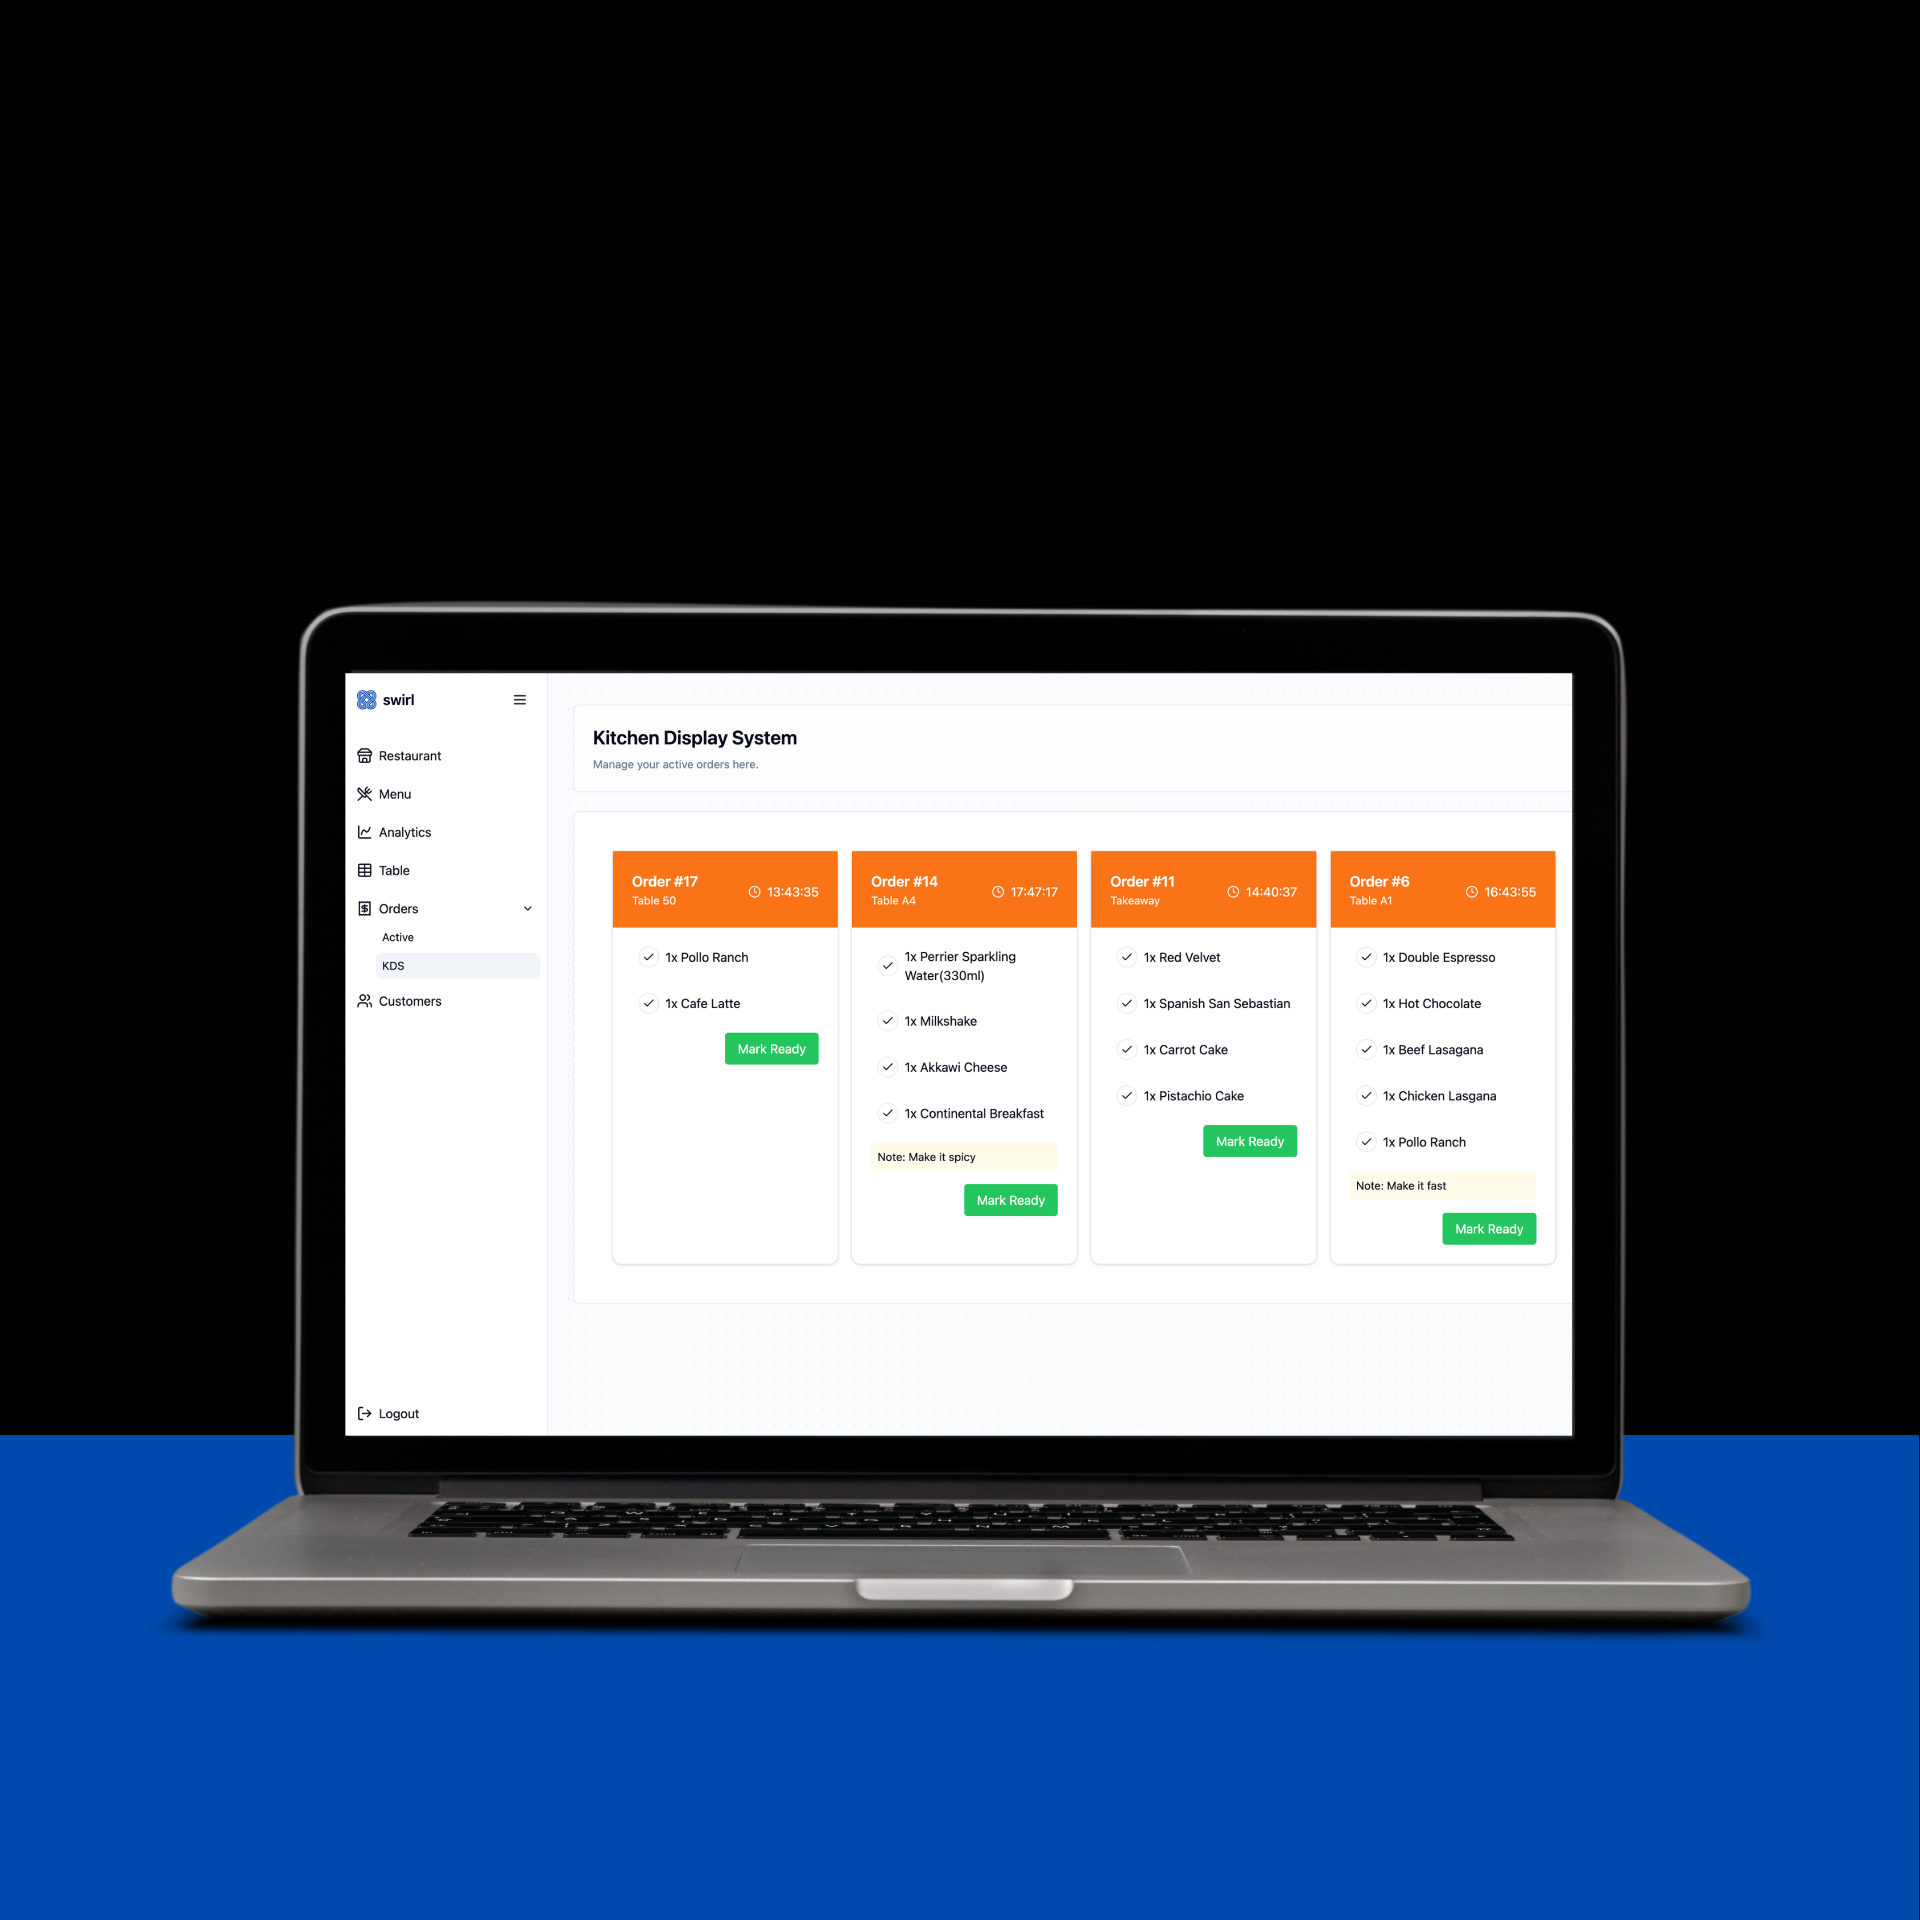 swirl
Restaurant
Menu
Analytics
Table
Orders
Active
KDS
Customers
Logout
Kitchen Display System
Manage your active orders here.
Order #17
Table 50
13:43:35
1x Pollo Ranch
1x Cafe Latte
Mark Ready
Order #14
Table A4
17:47:17
1x Perrier Sparkling
Water(330ml)
1x Milkshake
1x Akkawi Cheese
1x Continental Breakfast
Note: Make it spicy
Mark Ready
Order #11
Takeaway
14:40:37
1x Red Velvet
1x Spanish San Sebastian
1x Carrot Cake
1x Pistachio Cake
Mark Ready
Order #6
Table A1
16:43:55
1x Double Espresso
1x Hot Chocolate
1x Beef Lasagana
1x Chicken Lasgana
1x Pollo Ranch
Note: Make it fast
Mark Ready